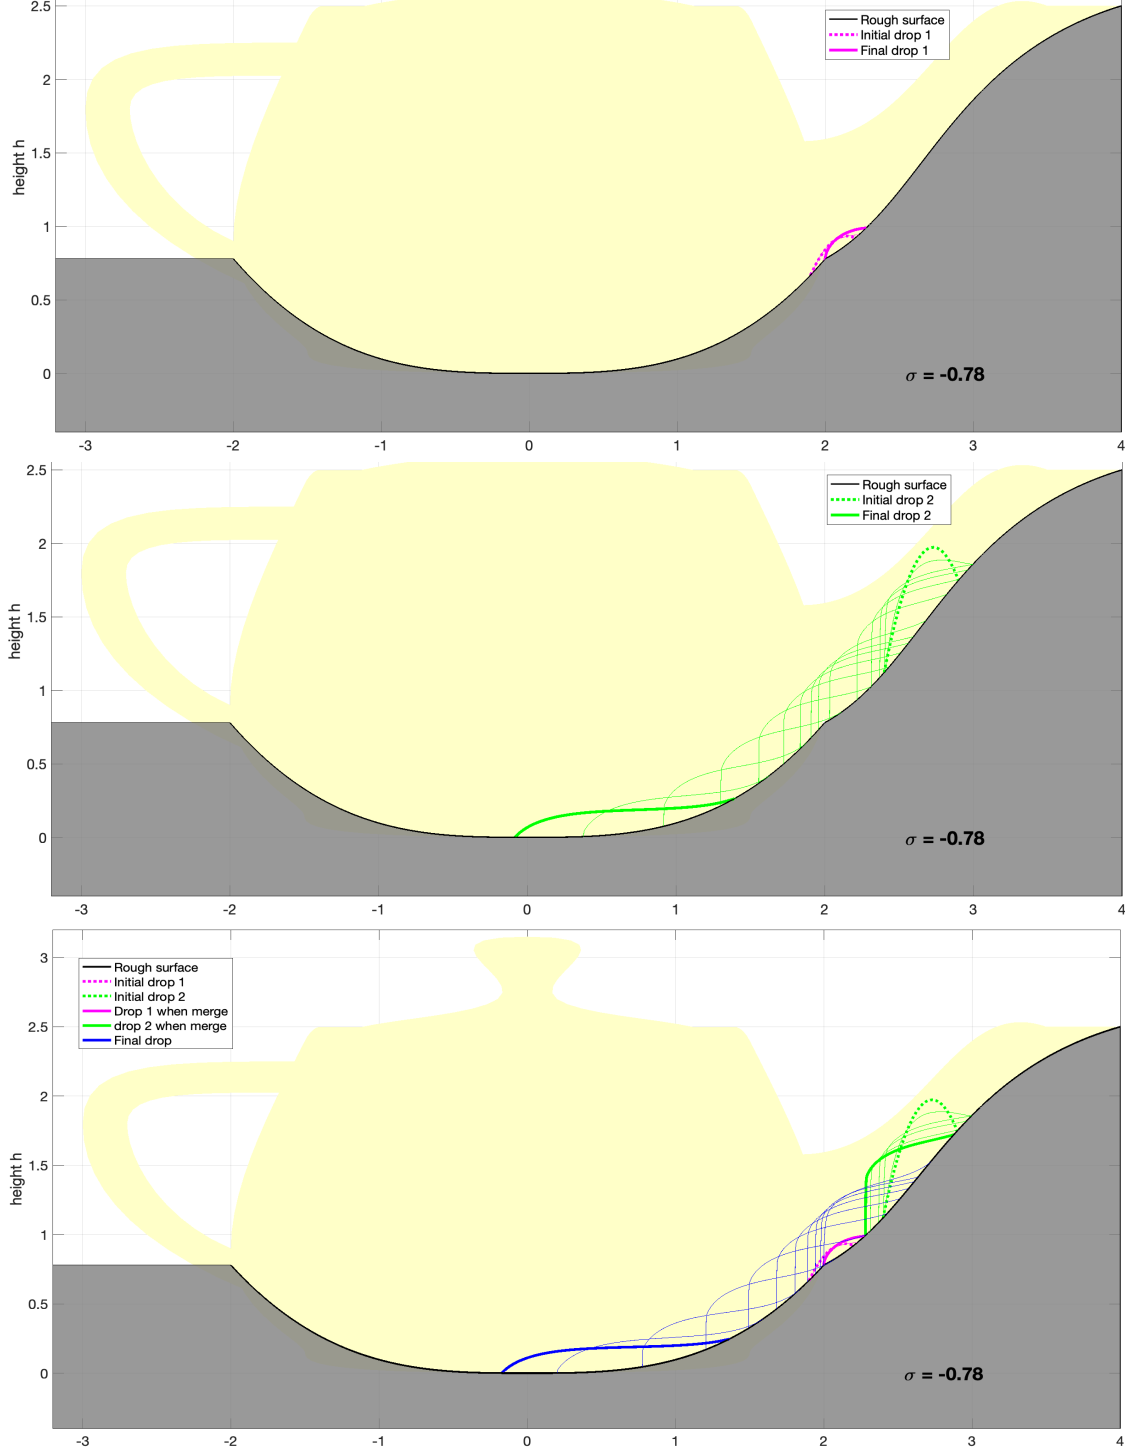 2.5
Rough surface
Initial drop 1
Final drop 1
2
1.5
height h
1
0.5
0
σ = -0.78
-3 -2 -1 0 1 2 3 4
2.5
Rough surface
Initial drop 2
Final drop 2
2
1.5
height h
1
0.5
0
σ = -0.78
-3 -2 -1 0 1 2 3 4
3
Rough surface
Initial drop 1
Initial drop 2
Drop 1 when merge
drop 2 when merge
Final drop
2.5
2
1.5
height h
1
0.5
0
σ = -0.78
-3 -2 -1 0 1 2 3 4